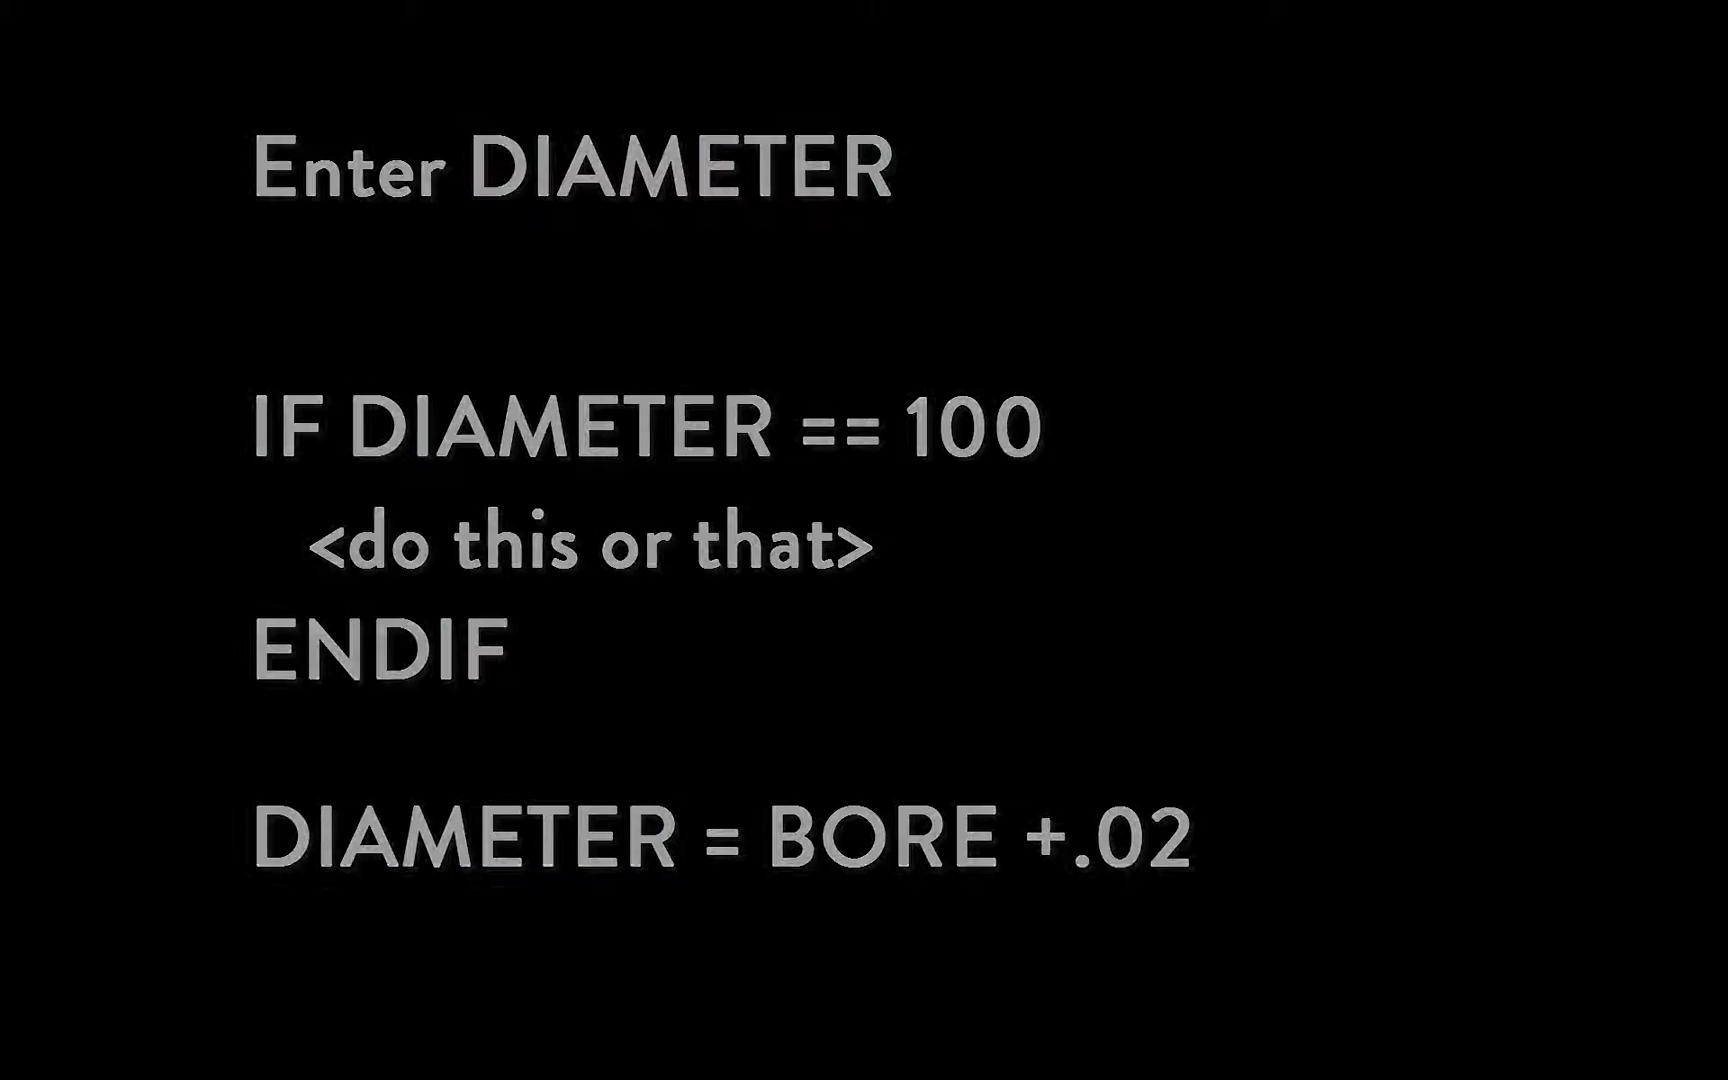 Enter DIAMETER
IF DIAMETER == 100
<do this or that>
ENDIF
DIAMETER = BORE +.02